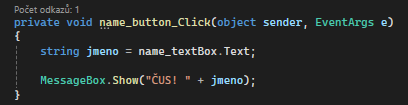 Počet odkazů: 1
private void name_button_Click(object sender, EventArgs e)
{
string jmeno = name_textBox.Text;
MessageBox.Show("ČUS! " + jmeno);
}